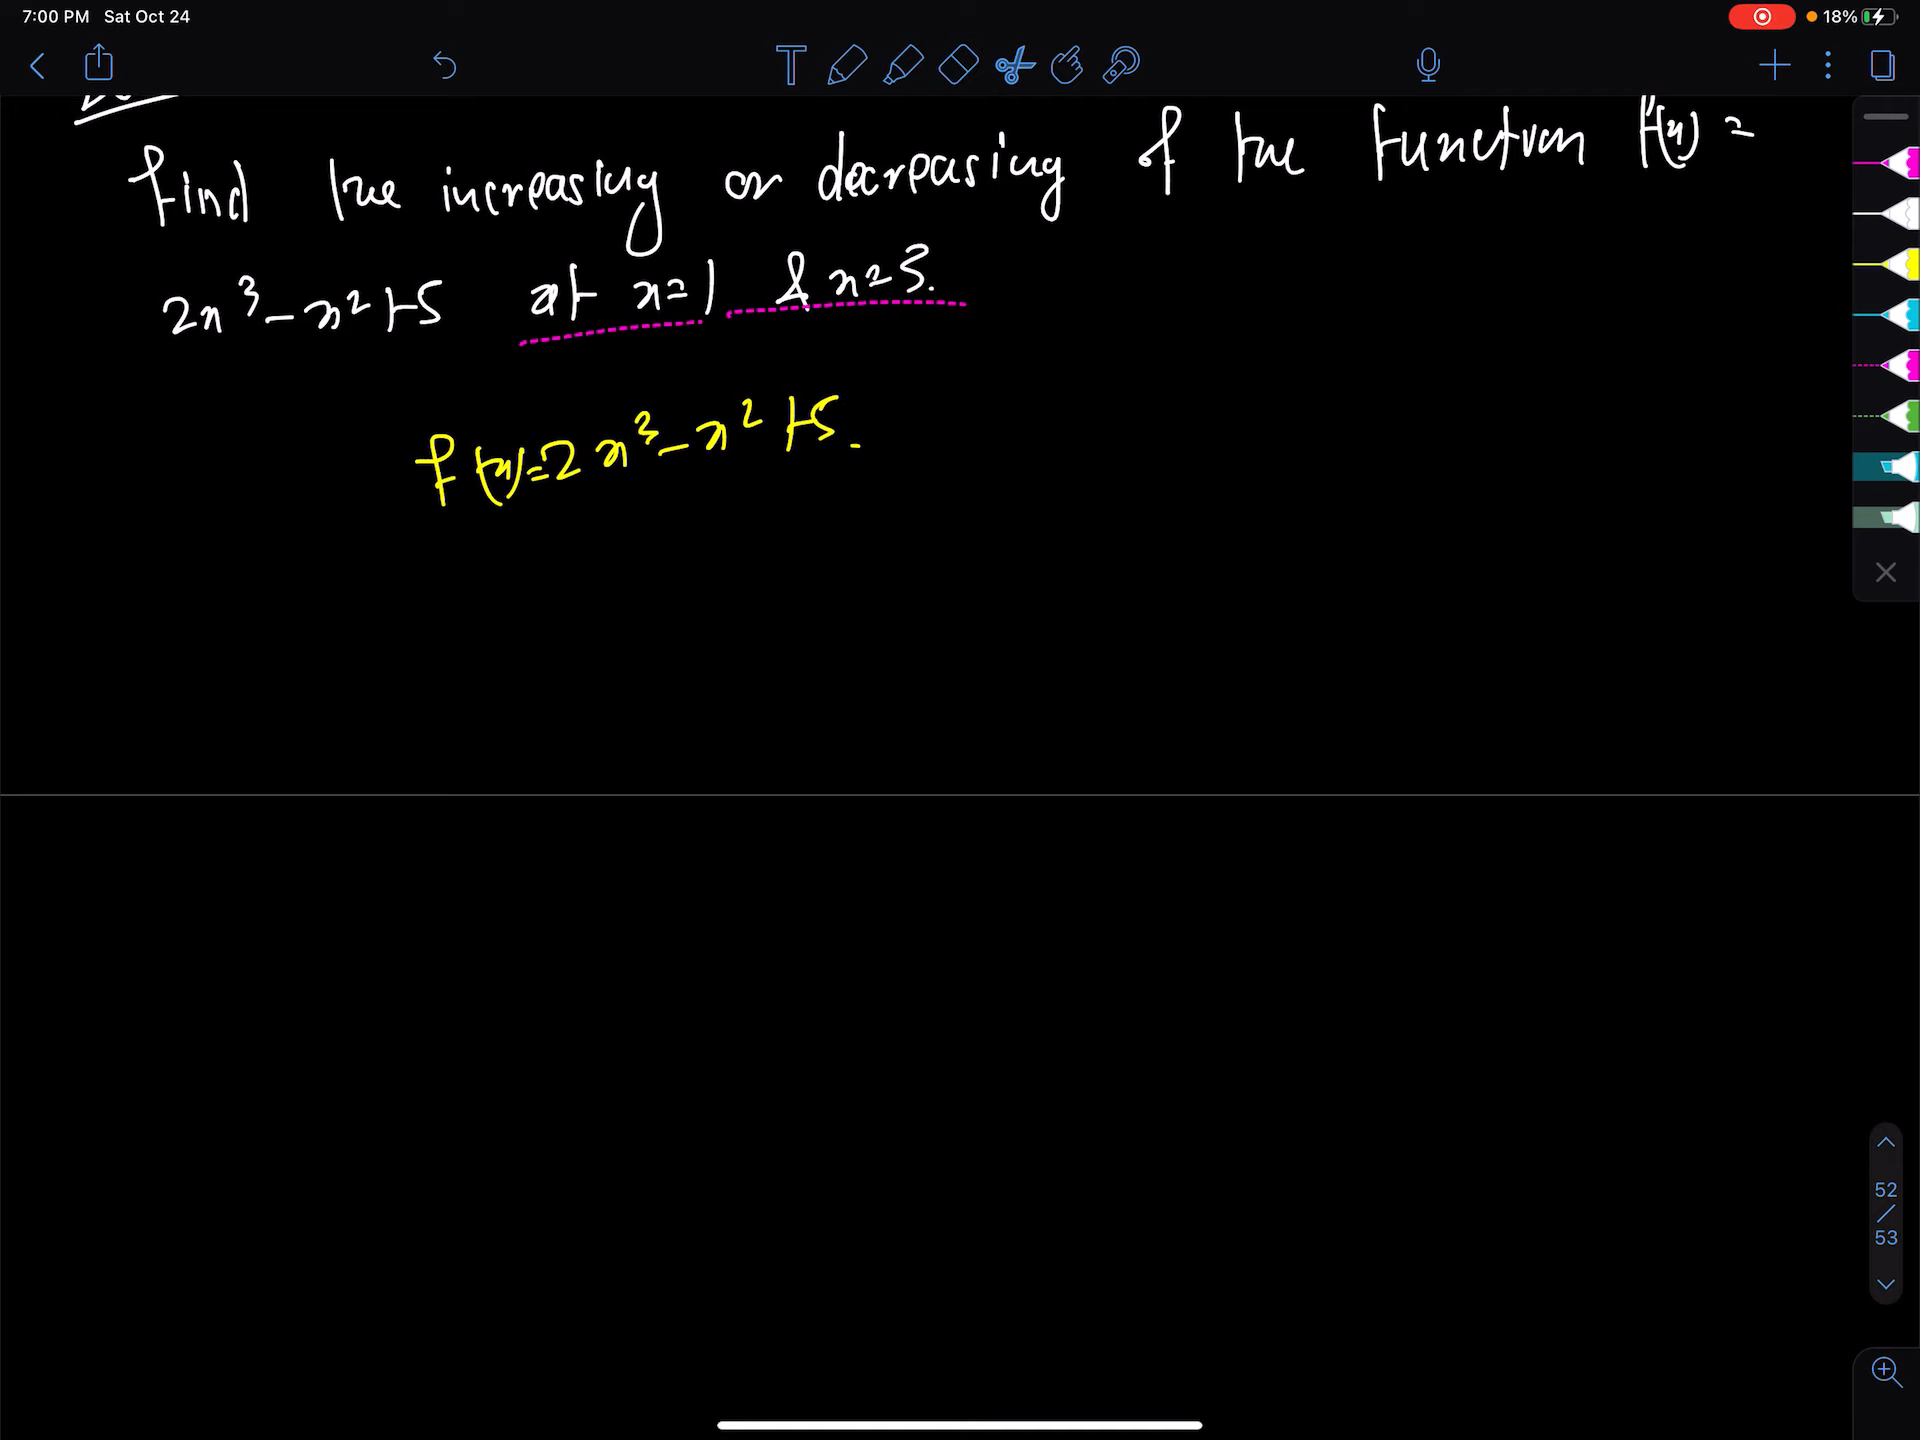 7:00 PM Sat Oct 24
18%
T
Find the increasing or decreasing of the function f(x) =
2x³-x²+5 at x=1 & x=3.
f(x)=2x³-x²+5.
52
/
53